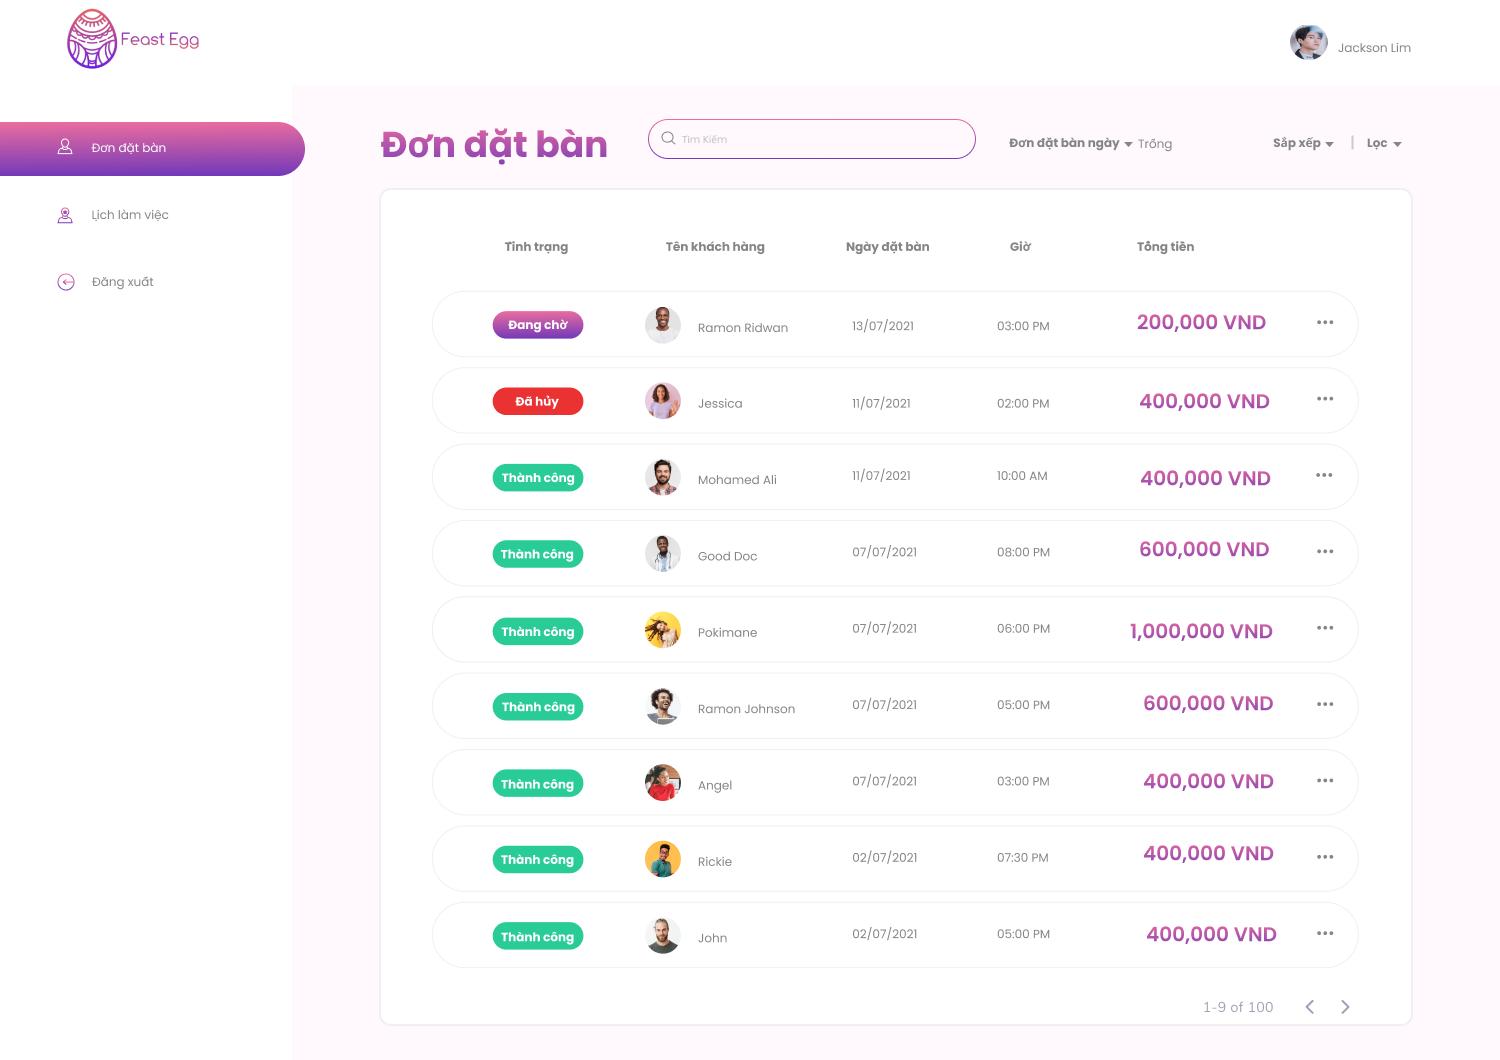 Feast Egg
Jackson Lim
Đơn đặt bàn
Lịch làm việc
Đăng xuất
Đơn đặt bàn
Tìm Kiếm
Đơn đặt bàn ngày Trống
Sắp xếp | Lọc
Tình trạng Tên khách hàng Ngày đặt bàn Giờ Tổng tiền
Đang chờ Ramon Ridwan 13/07/2021 03:00 PM 200,000 VND
Đã hủy Jessica 11/07/2021 02:00 PM 400,000 VND
Thành công Mohamed Ali 11/07/2021 10:00 AM 400,000 VND
Thành công Good Doc 07/07/2021 08:00 PM 600,000 VND
Thành công Pokimane 07/07/2021 06:00 PM 1,000,000 VND
Thành công Ramon Johnson 07/07/2021 05:00 PM 600,000 VND
Thành công Angel 07/07/2021 03:00 PM 400,000 VND
Thành công Rickie 02/07/2021 07:30 PM 400,000 VND
Thành công John 02/07/2021 05:00 PM 400,000 VND
1-9 of 100